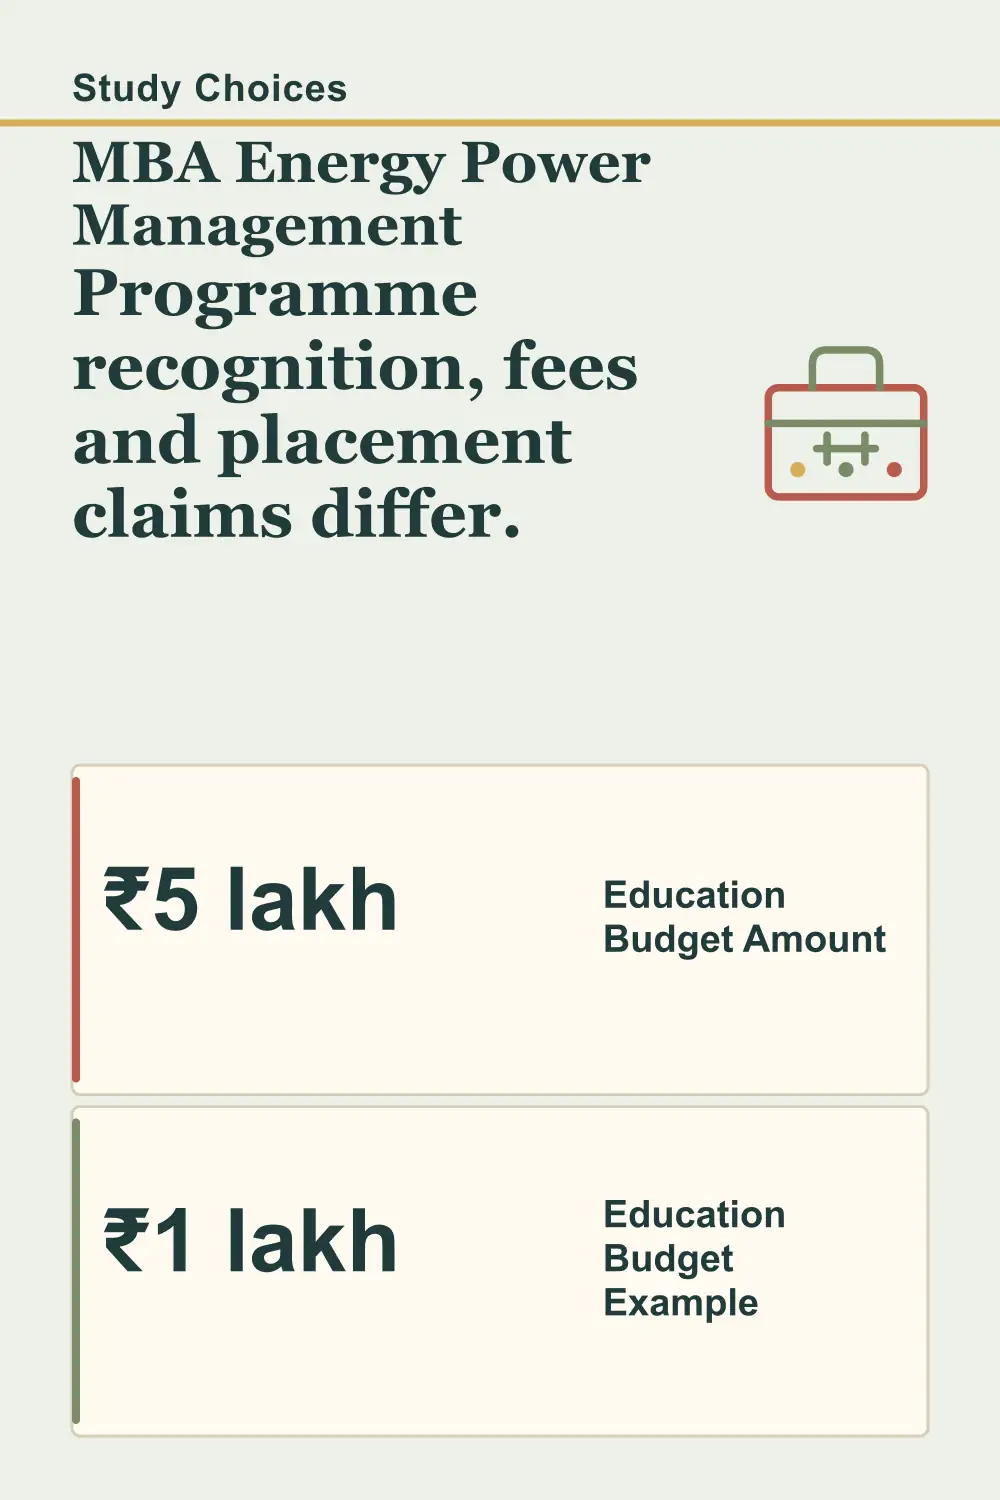 Study Choices
MBA Energy Power
Management
Programme
recognition, fees
and placement
claims differ.
₹5 lakh
Education
Budget Amount
₹1 lakh
Education
Budget
Example